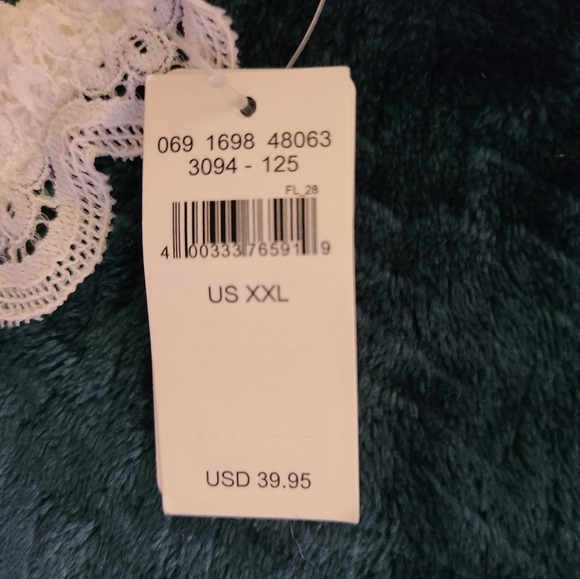 069 1698 48063
3094 - 125
FL_28
4 00333 76591 9
US XXL
USD 39.95